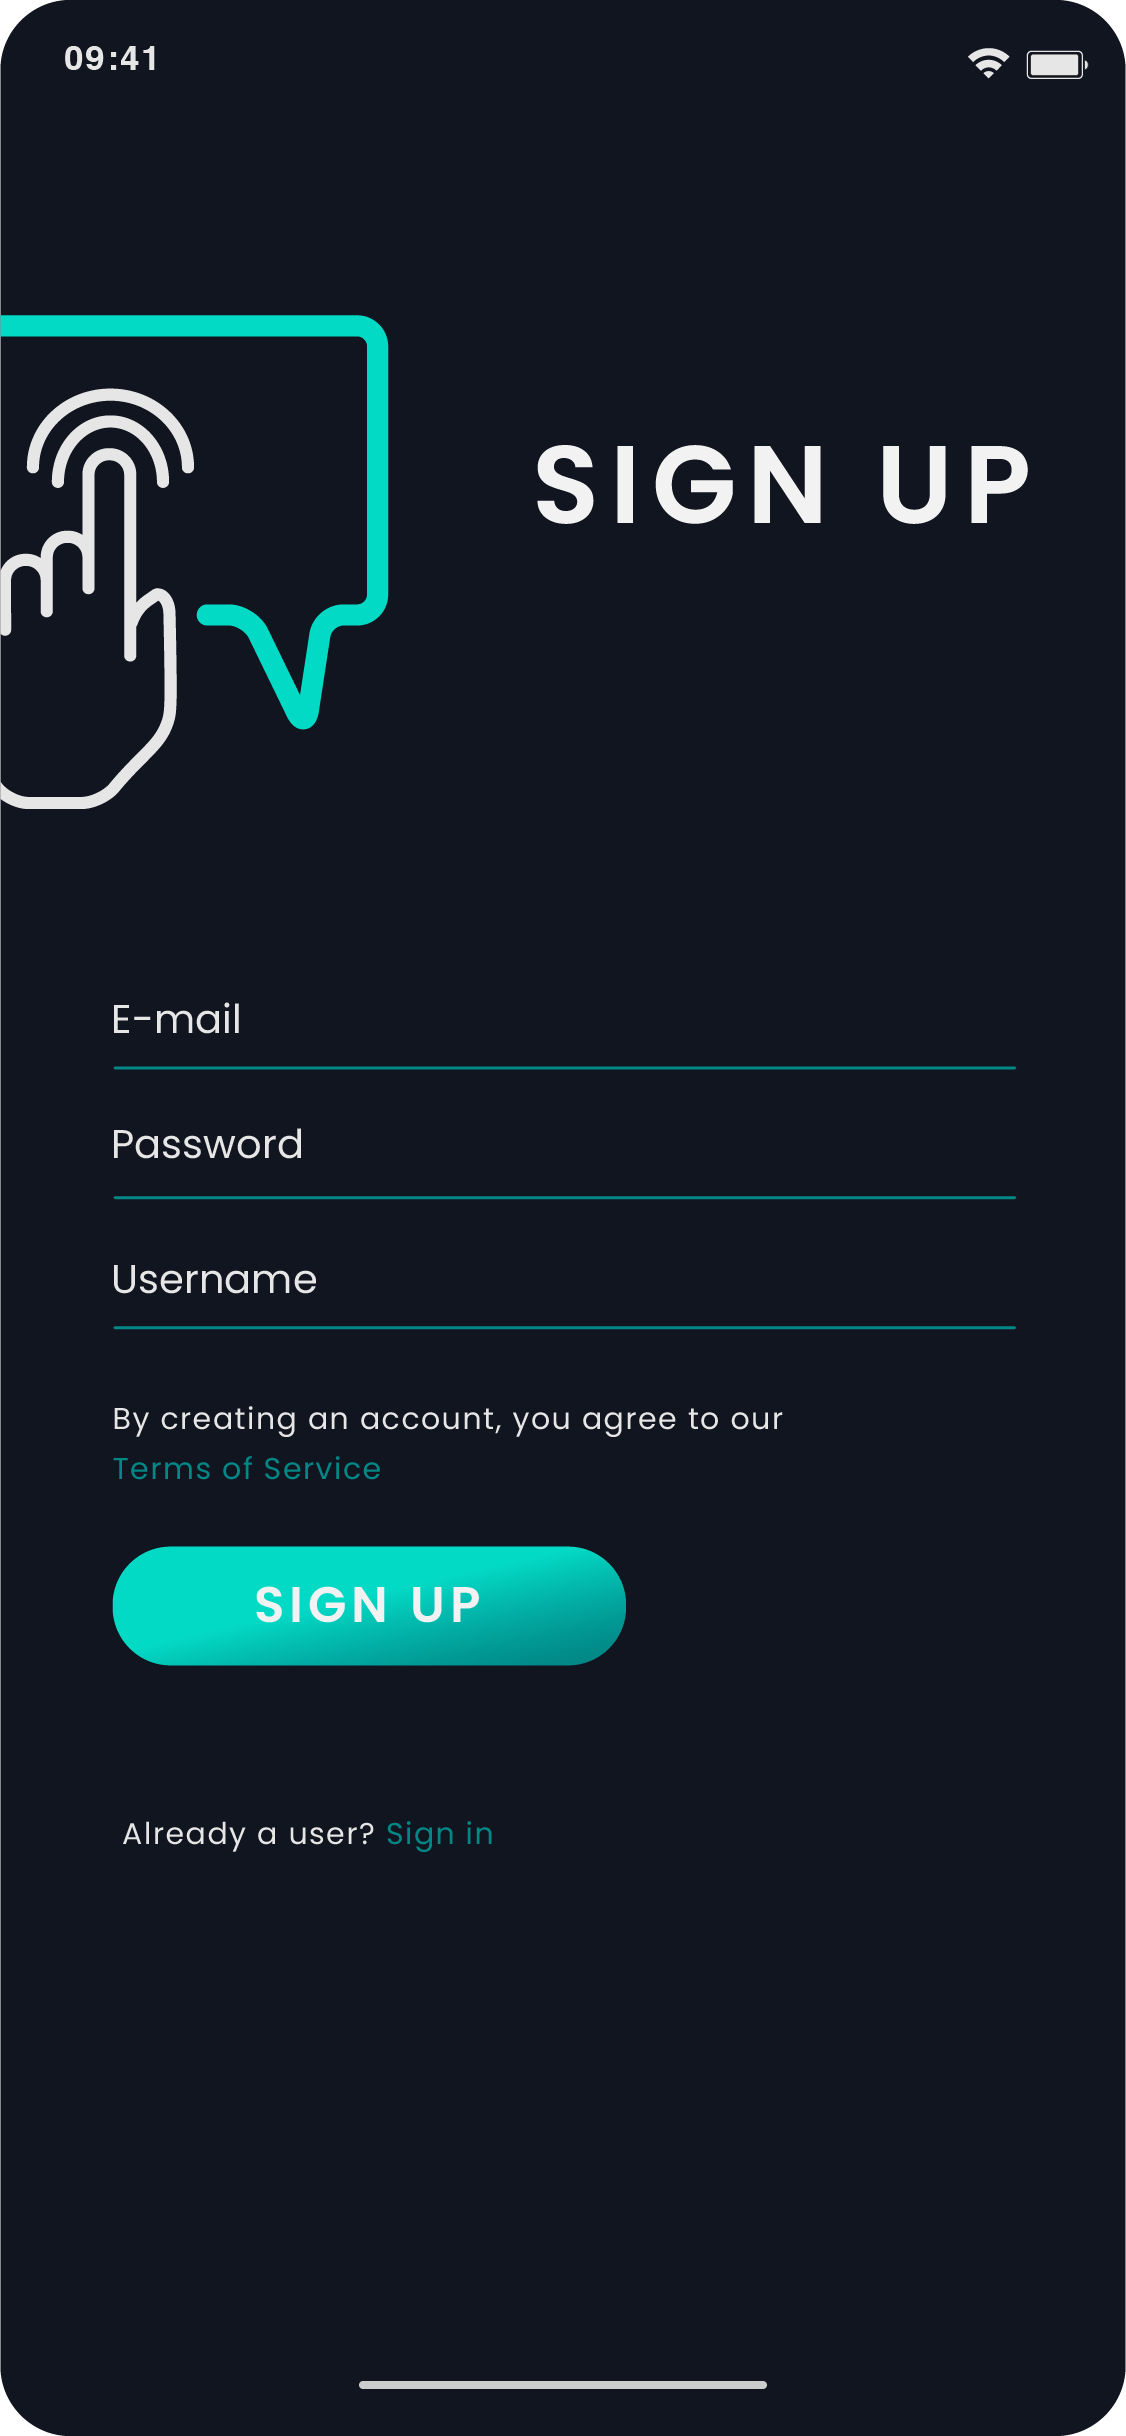 09:41
SIGN UP
E-mail
Password
Username
By creating an account, you agree to our
Terms of Service
SIGN UP
Already a user? Sign in